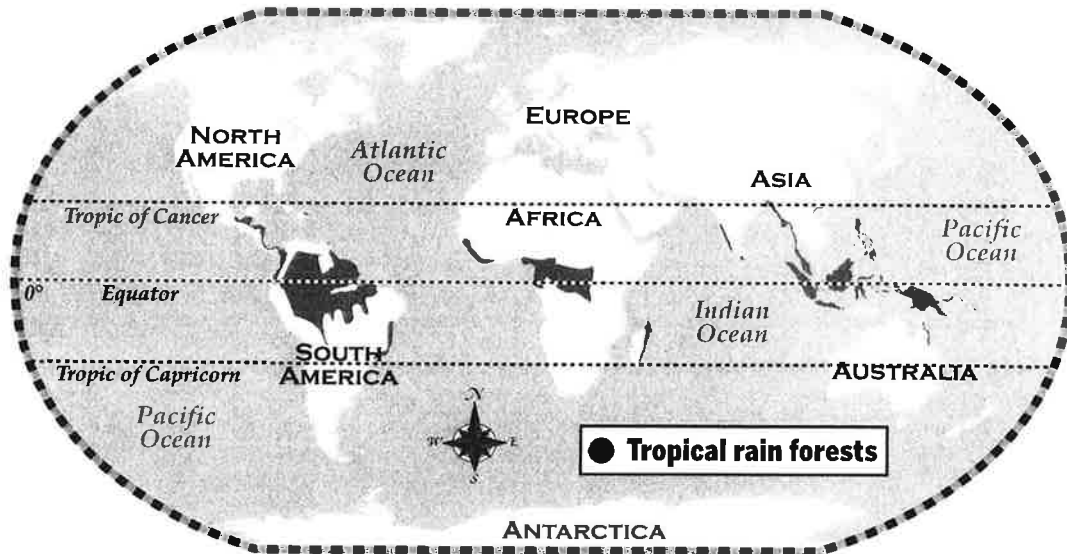 NORTH
AMERICA
Atlantic
Ocean
EUROPE
ASIA
Tropic of Cancer
AFRICA
Pacific
Ocean
0°
Equator
Indian
Ocean
SOUTH
AMERICA
Tropic of Capricorn
AUSTRALIA
Pacific
Ocean
N
W
E
S
Tropical rain forests
ANTARCTICA